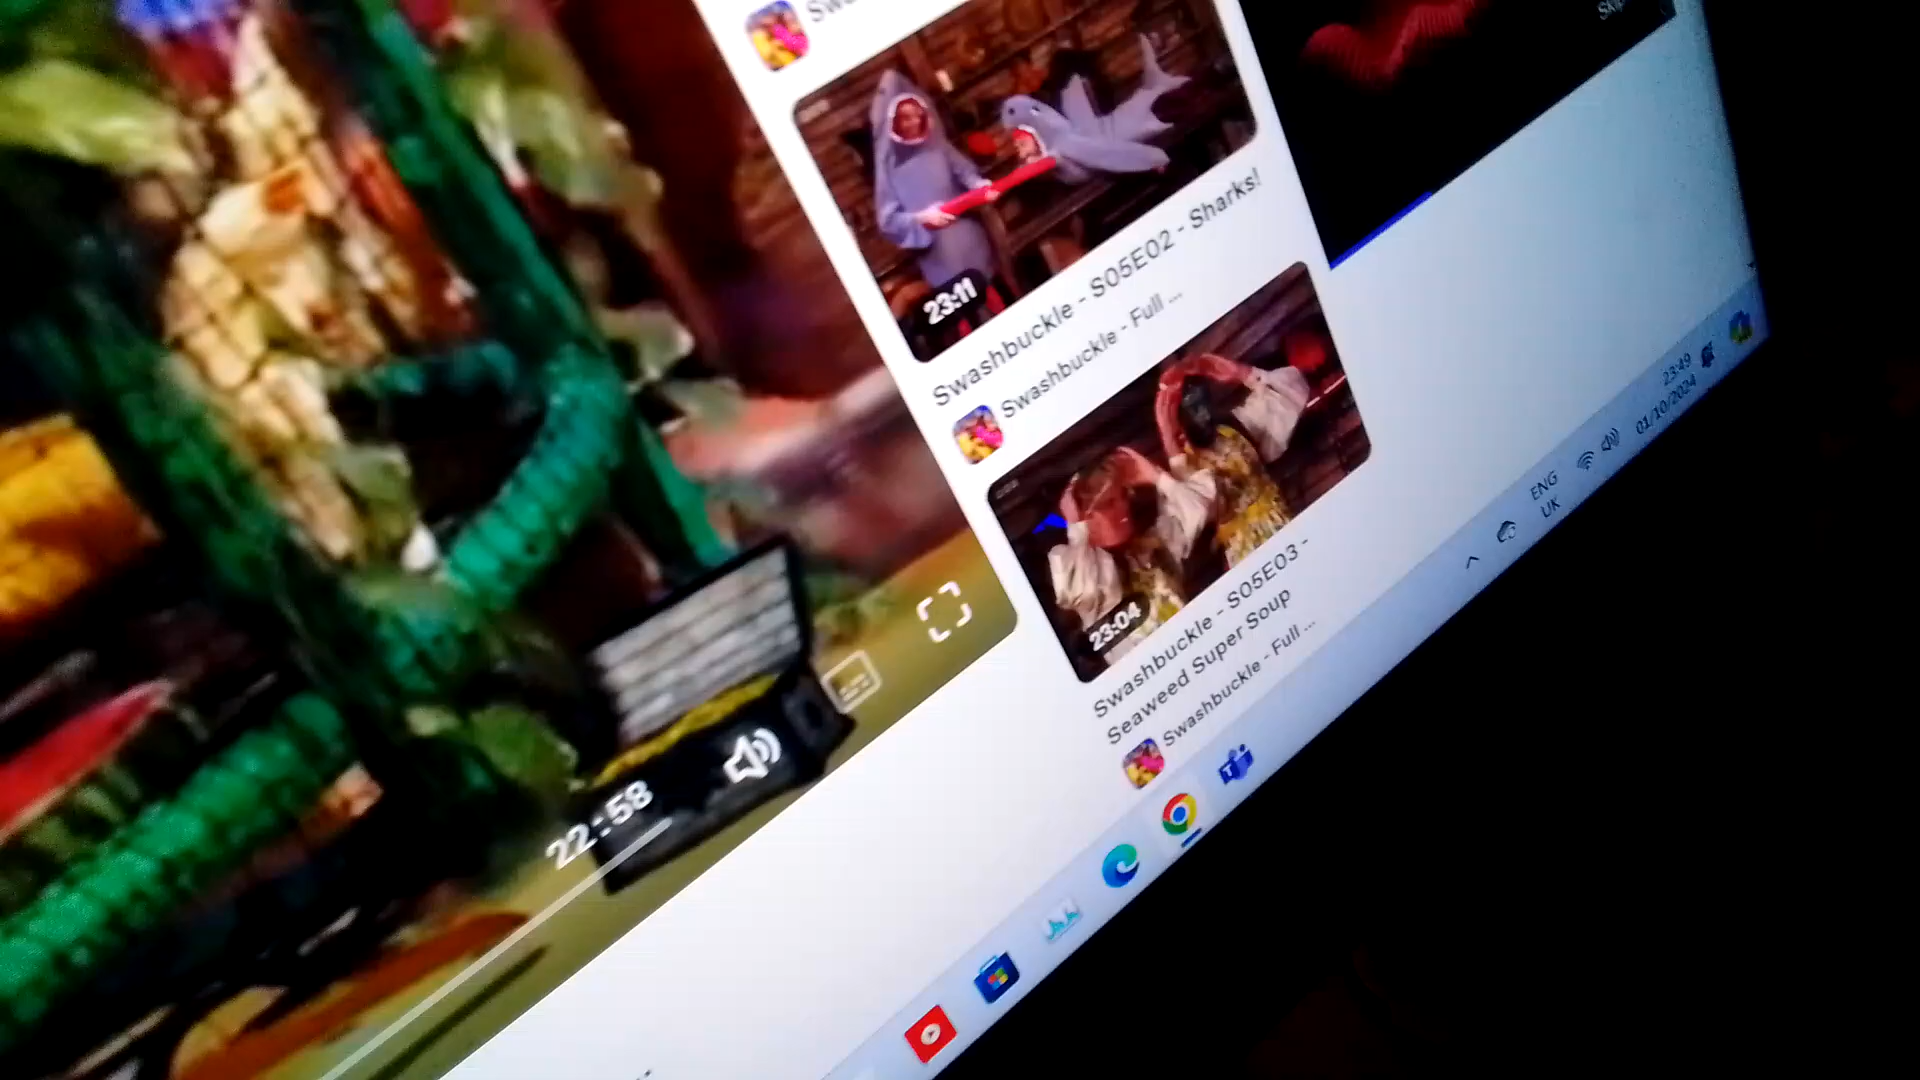 23:11
Swashbuckle - S05E02 - Sharks!
Swashbuckle - Full ...
23:04
Swashbuckle - S05E03 -
Seaweed Super Soup
Swashbuckle - Full ...
22:58
ENG
UK
23:49
01/10/2024